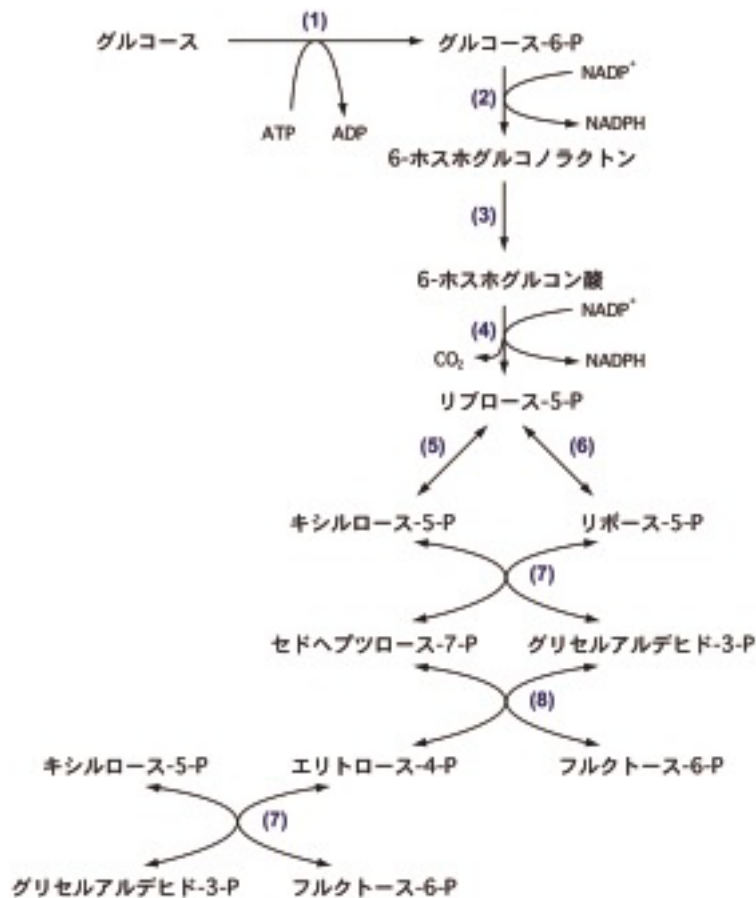 (1)
グルコース
グルコース-6-P
ATP
ADP
(2)
NADP⁺
NADPH
6-ホスホグルコノラクトン
(3)
6-ホスホグルコン酸
(4)
NADP⁺
CO₂
NADPH
リブロース-5-P
(5)
(6)
キシルロース-5-P
リボース-5-P
(7)
セドヘプツロース-7-P
グリセルアルデヒド-3-P
(8)
キシルロース-5-P
エリトロース-4-P
フルクトース-6-P
(7)
グリセルアルデヒド-3-P
フルクトース-6-P